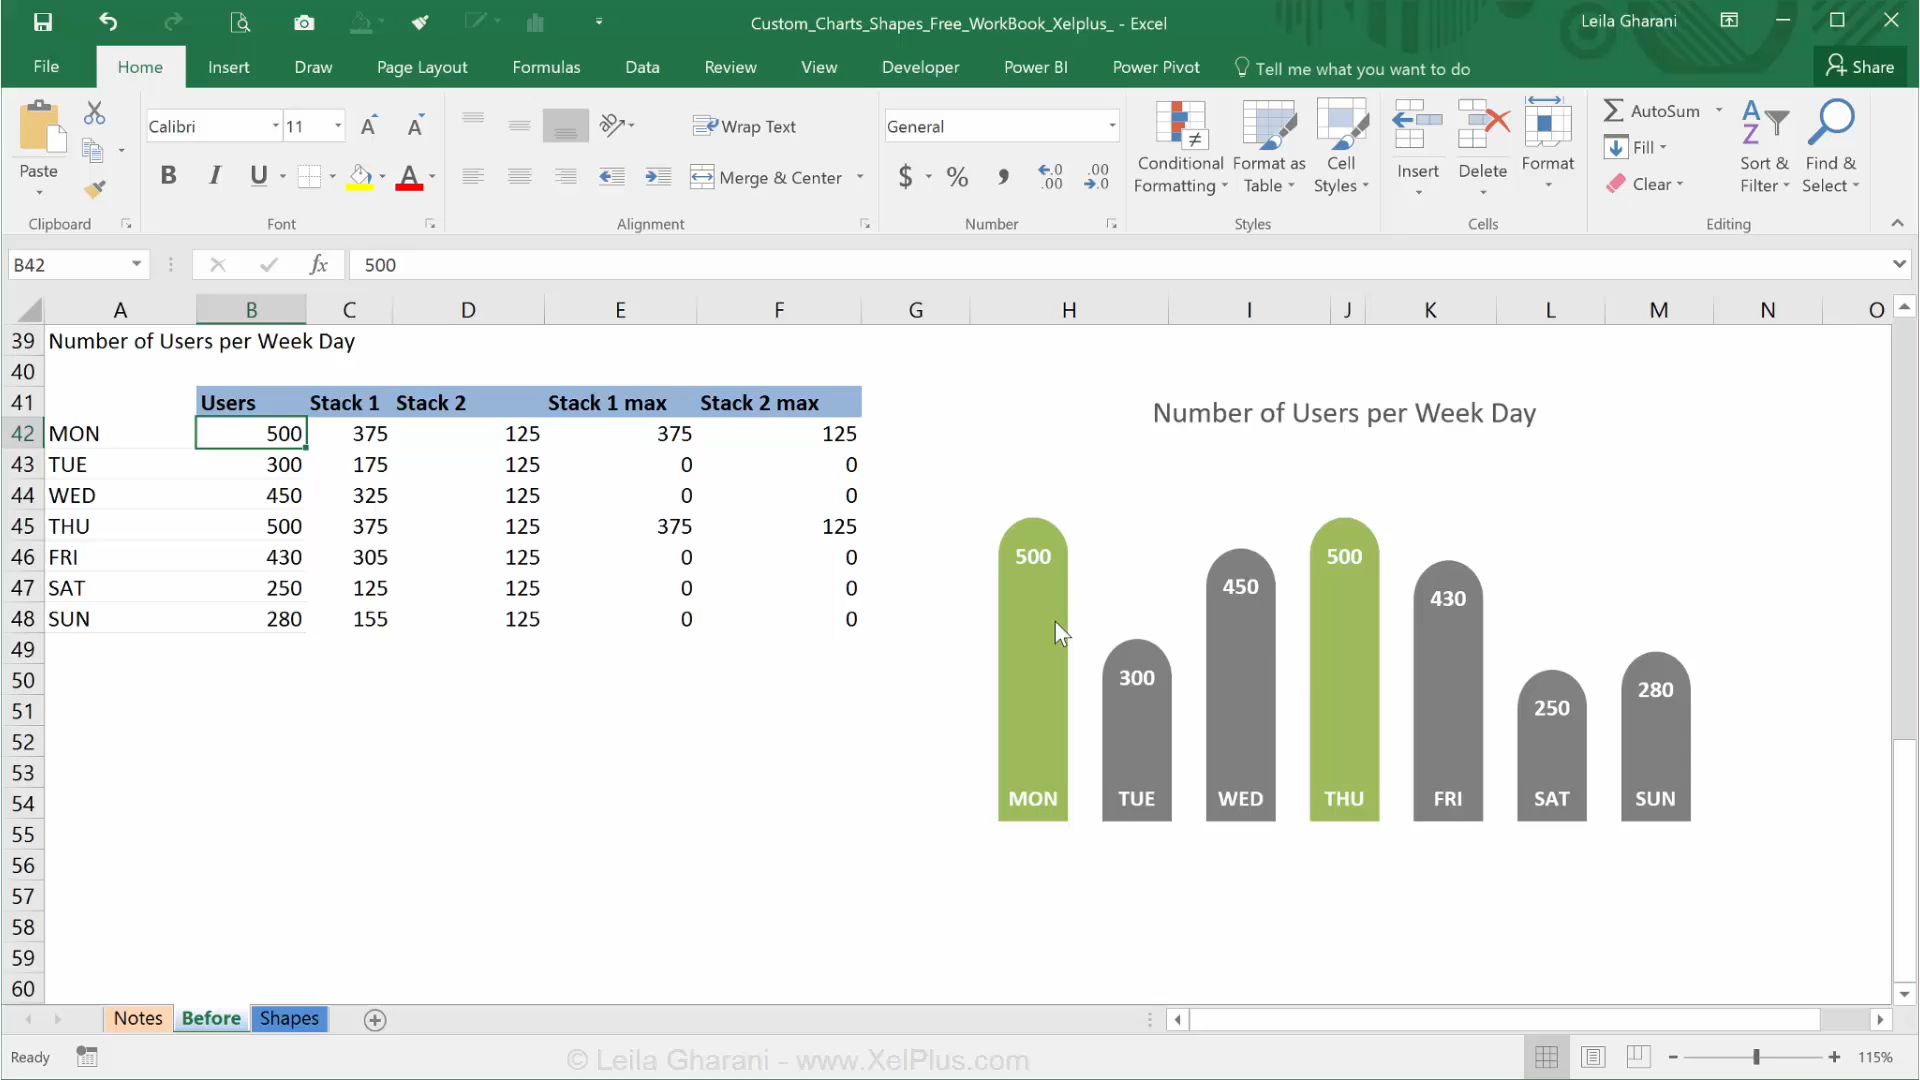 Custom_Charts_Shapes_Free_WorkBook_Xelplus_ - Excel
Leila Gharani
File Home Insert Draw Page Layout Formulas Data Review View Developer Power BI Power Pivot Tell me what you want to do Share
Paste
Clipboard
Calibri 11
B I U A
Font
Wrap Text
Merge & Center
Alignment
General
$ % , .0 .00 .00 .0
Number
Conditional Formatting
Format as Table
Cell Styles
Styles
Insert
Delete
Format
Cells
AutoSum
Fill
Clear
Sort & Filter
Find & Select
Editing
B42 fx 500
A B C D E F G H I J K L M N O
39 Number of Users per Week Day
40
41 Users Stack 1 Stack 2 Stack 1 max Stack 2 max
42 MON 500 375 125 375 125
43 TUE 300 175 125 0 0
44 WED 450 325 125 0 0
45 THU 500 375 125 375 125
46 FRI 430 305 125 0 0
47 SAT 250 125 125 0 0
48 SUN 280 155 125 0 0
49
50
51
52
53
54
55
56
57
58
59
60
Number of Users per Week Day
500 300 450 500 430 250 280
MON TUE WED THU FRI SAT SUN
Notes Before Shapes
Ready
© Leila Gharani - www.XelPlus.com
115%